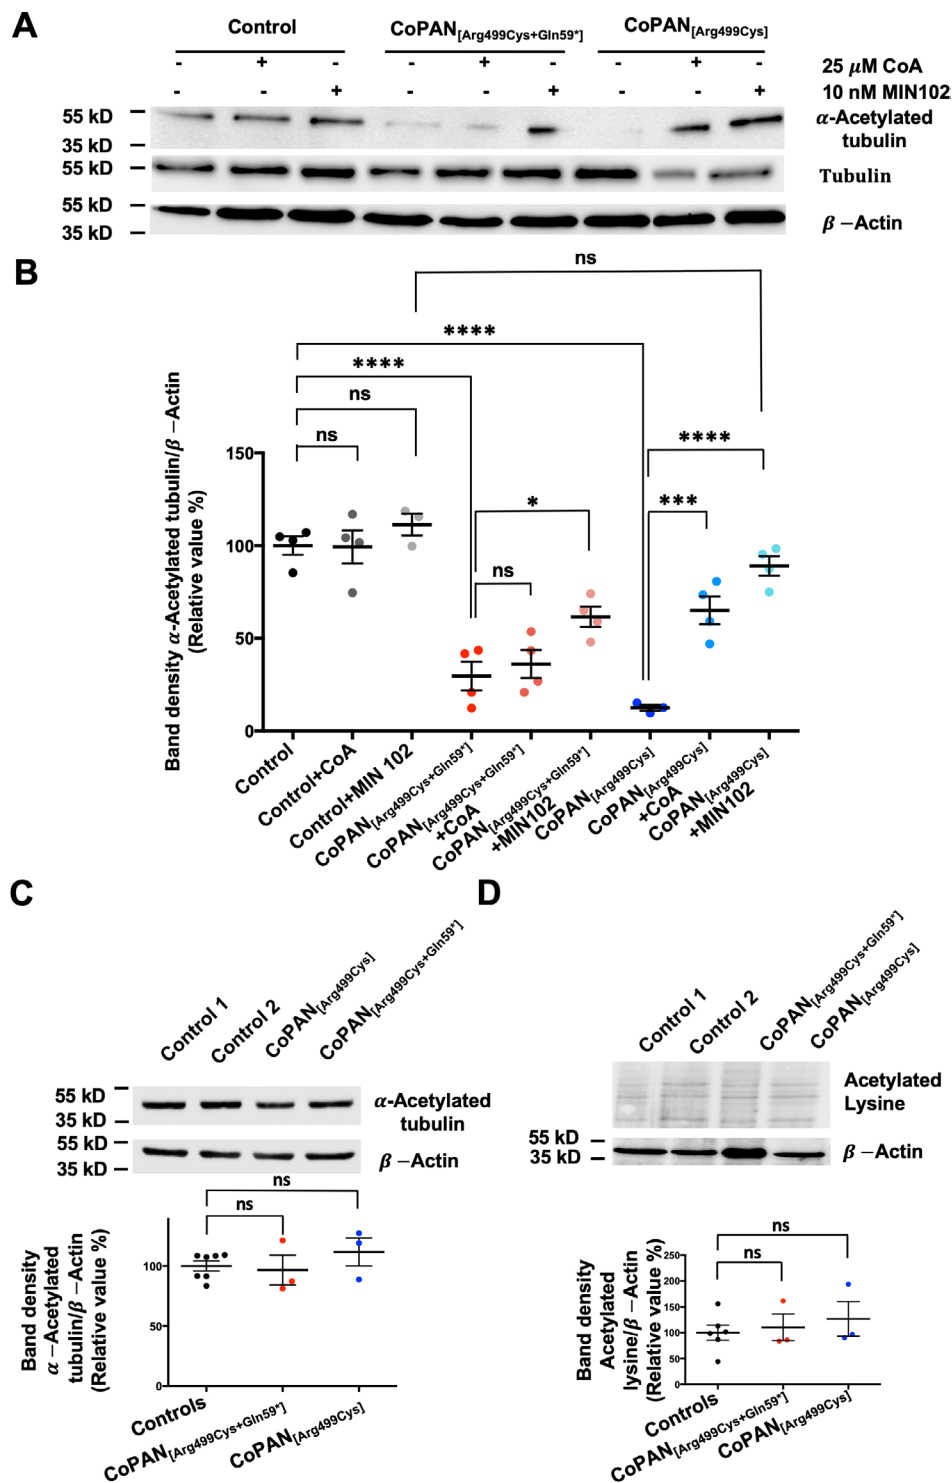 A
Control
CoPAN[Arg499Cys+Gln59*]
CoPAN[Arg499Cys]
- + - - + - - + - 25 μM CoA
- - + - - + - - + 10 nM MIN102
55 kD
35 kD
α-Acetylated
tubulin
55 kD
Tubulin
55 kD
35 kD
β –Actin
B
ns
****
****
ns
ns
****
***
*
ns
Band density α-Acetylated tubulin/β –Actin
(Relative value %)
150
100
50
0
Control
Control+CoA
Control+MIN 102
CoPAN[Arg499Cys+Gln59*]
CoPAN[Arg499Cys+Gln59*]
+CoA
CoPAN[Arg499Cys+Gln59*]
+MIN102
CoPAN[Arg499Cys]
CoPAN[Arg499Cys]
+CoA
CoPAN[Arg499Cys]
+MIN102
C
Control 1
Control 2
CoPAN[Arg499Cys]
CoPAN[Arg499Cys+Gln59*]
55 kD
35 kD
α-Acetylated
tubulin
55 kD
35 kD
β –Actin
ns
ns
Band density
α –Acetylated
tubulin/β –Actin
(Relative value %)
100
50
0
Controls
CoPAN[Arg499Cys+Gln59*]
CoPAN[Arg499Cys]
D
Control 1
Control 2
CoPAN[Arg499Cys+Gln59*]
CoPAN[Arg499Cys]
Acetylated
Lysine
55 kD
35 kD
β –Actin
ns
ns
Band density
Acetylated
lysine/β –Actin
(Relative value %)
250
200
150
100
50
0
Controls
CoPAN[Arg499Cys+Gln59*]
CoPAN[Arg499Cys]